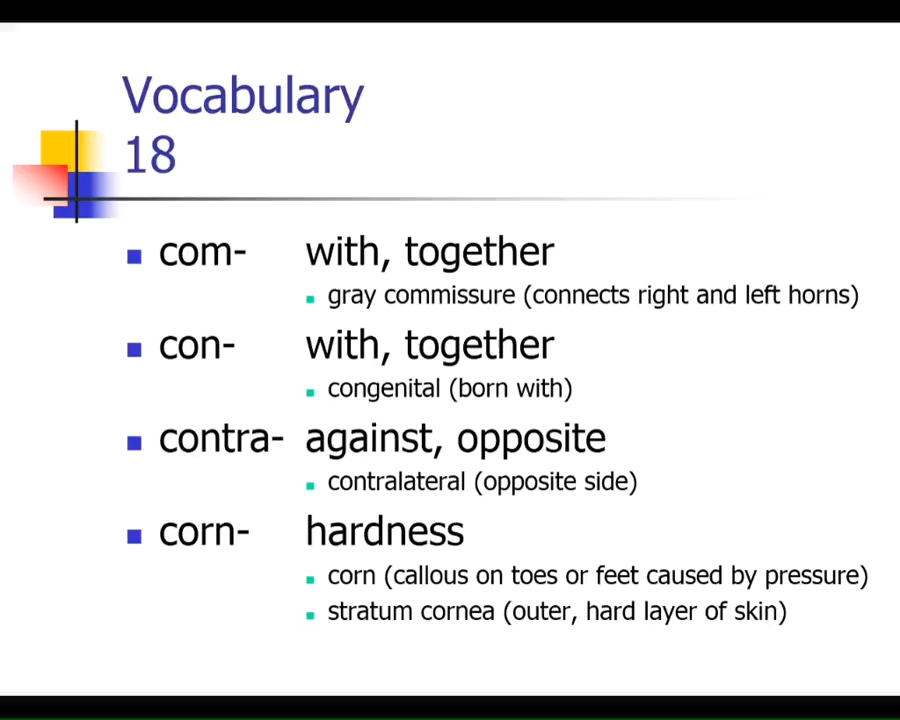 Vocabulary
18
com- with, together
gray commissure (connects right and left horns)
con- with, together
congenital (born with)
contra- against, opposite
contralateral (opposite side)
corn- hardness
corn (callous on toes or feet caused by pressure)
stratum cornea (outer, hard layer of skin)